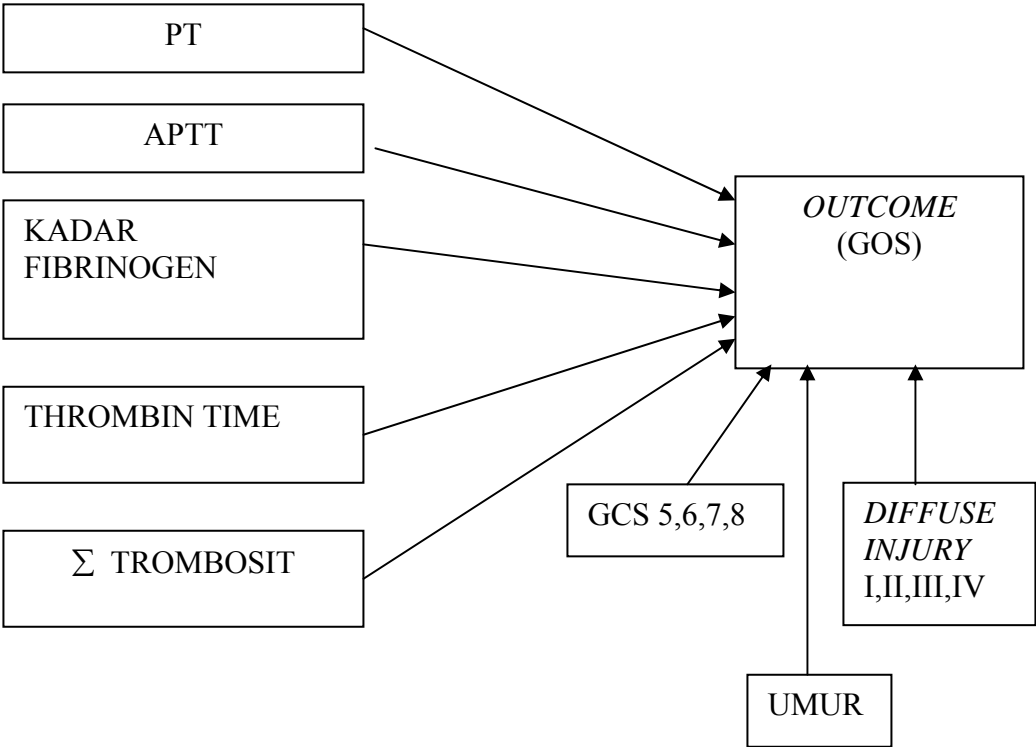 PT
APTT
KADAR
FIBRINOGEN
THROMBIN TIME
Σ TROMBOSIT
OUTCOME
(GOS)
GCS 5,6,7,8
DIFFUSE
INJURY
I,II,III,IV
UMUR